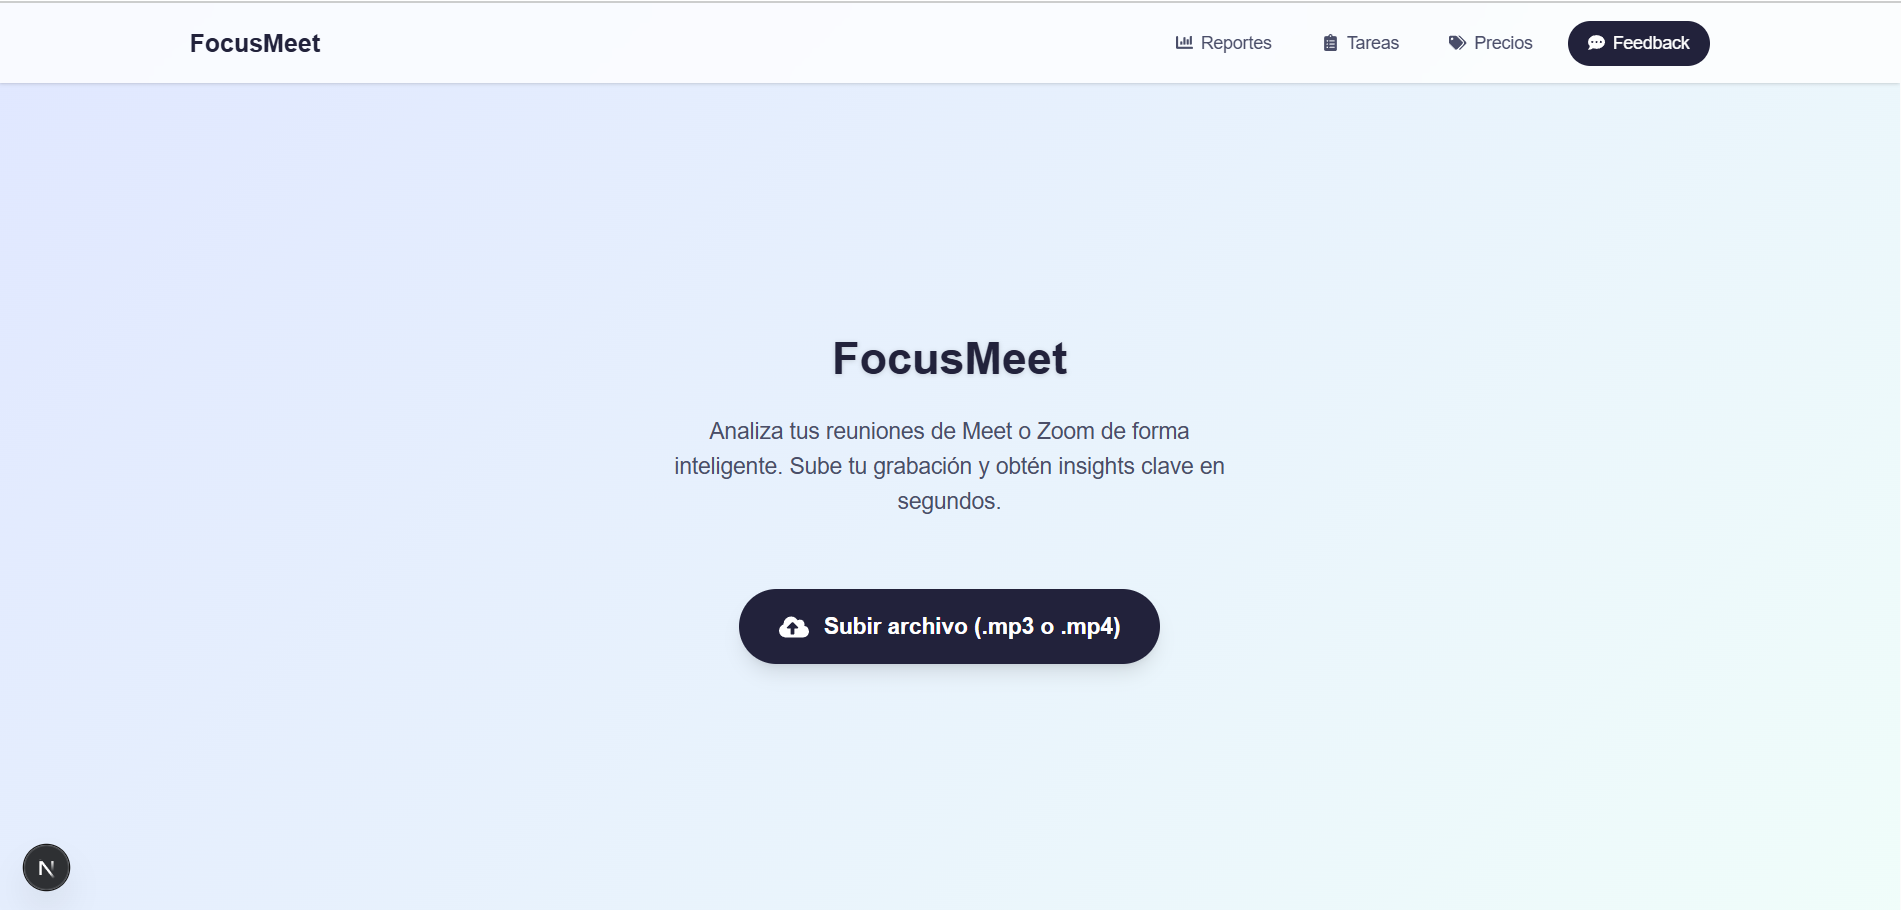 FocusMeet
Reportes
Tareas
Precios
Feedback
FocusMeet
Analiza tus reuniones de Meet o Zoom de forma
inteligente. Sube tu grabación y obtén insights clave en
segundos.
Subir archivo (.mp3 o .mp4)
N